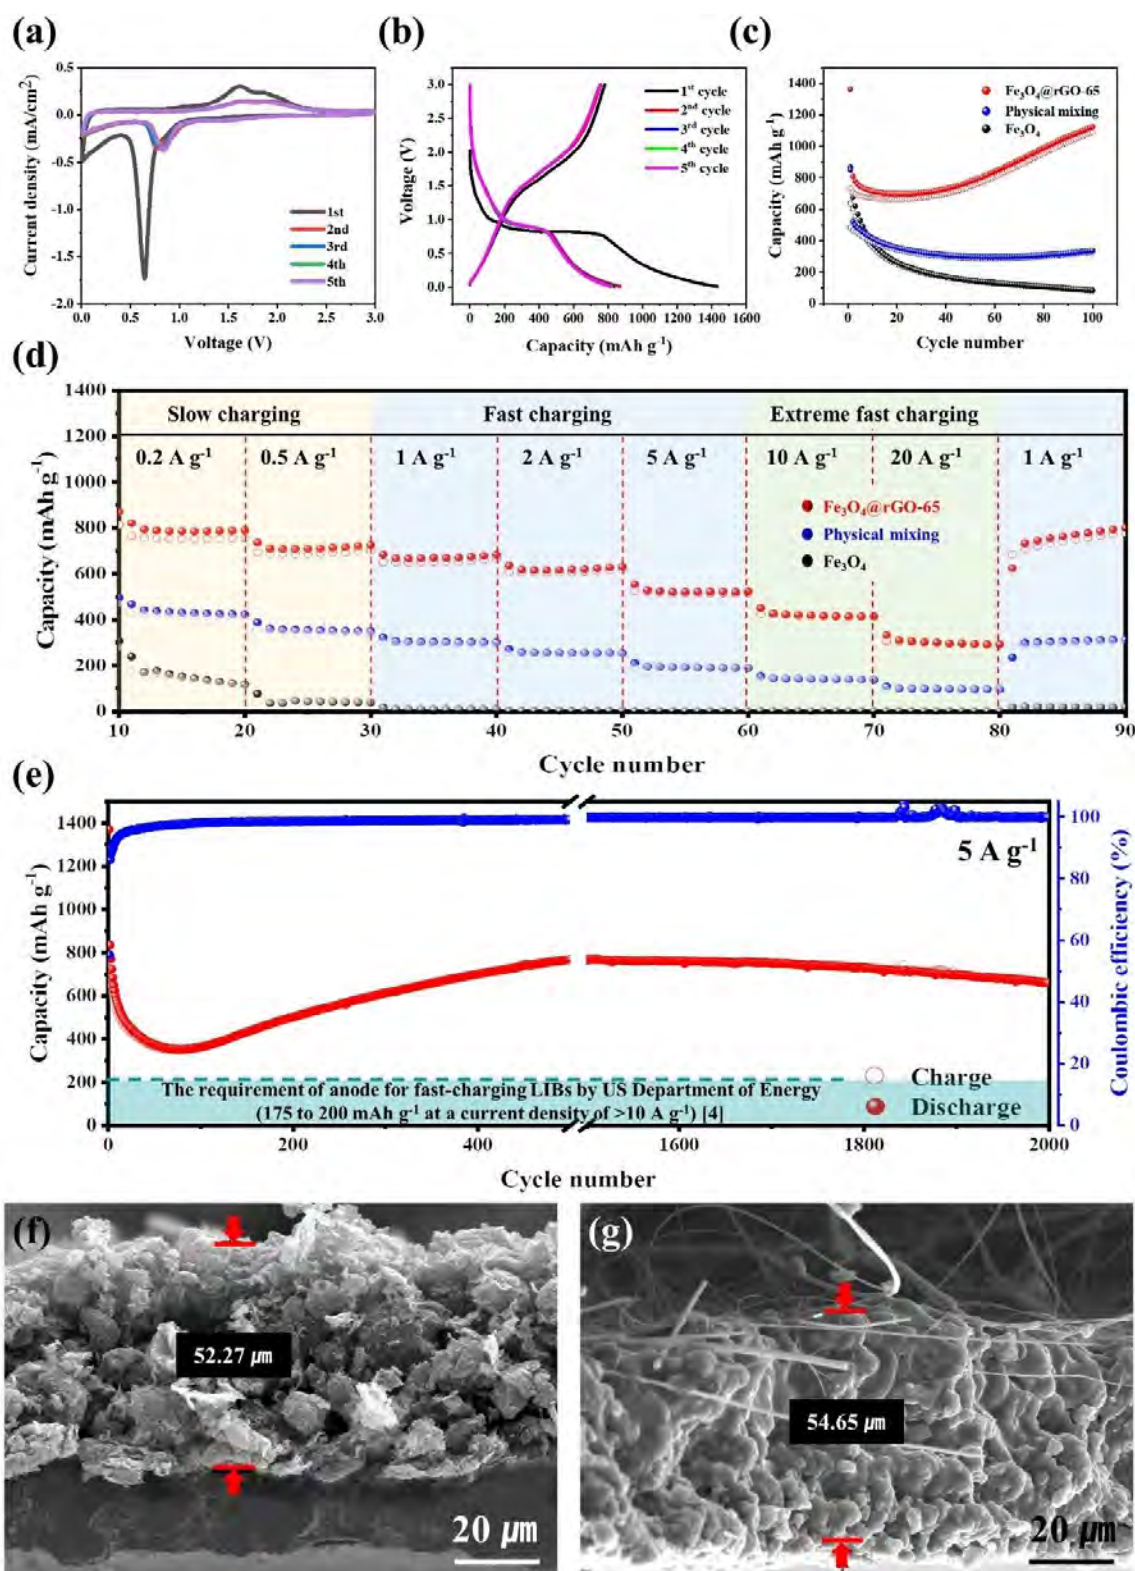 (a)
(b)
(c)
0.5
0.0
-0.5
-1.0
-1.5
-2.0
Current density (mA/cm²)
1st
2nd
3rd
4th
5th
0.0 0.5 1.0 1.5 2.0 2.5 3.0
Voltage (V)
3.0
2.5
2.0
1.5
1.0
0.5
0.0
Voltage (V)
1st cycle
2nd cycle
3rd cycle
4th cycle
5th cycle
0 200 400 600 800 1000 1200 1400 1600
Capacity (mAh g⁻¹)
1400
1200
1000
800
600
400
200
0
Capacity (mAh g⁻¹)
Fe₃O₄@rGO-65
Physical mixing
Fe₃O₄
0 20 40 60 80 100
Cycle number
(d)
1400
1200
1000
800
600
400
200
0
Capacity (mAh g⁻¹)
Slow charging Fast charging Extreme fast charging
0.2 A g⁻¹ 0.5 A g⁻¹ 1 A g⁻¹ 2 A g⁻¹ 5 A g⁻¹ 10 A g⁻¹ 20 A g⁻¹ 1 A g⁻¹
Fe₃O₄@rGO-65
Physical mixing
Fe₃O₄
10 20 30 40 50 60 70 80 90
Cycle number
(e)
1400
1200
1000
800
600
400
200
0
Capacity (mAh g⁻¹)
5 A g⁻¹
100
80
60
40
20
0
Coulombic efficiency (%)
The requirement of anode for fast-charging LIBs by US Department of Energy
(175 to 200 mAh g⁻¹ at a current density of >10 A g⁻¹) [4]
Charge
Discharge
0 200 400 1600 1800 2000
Cycle number
(f)
52.27 µm
20 µm
(g)
54.65 µm
20 µm